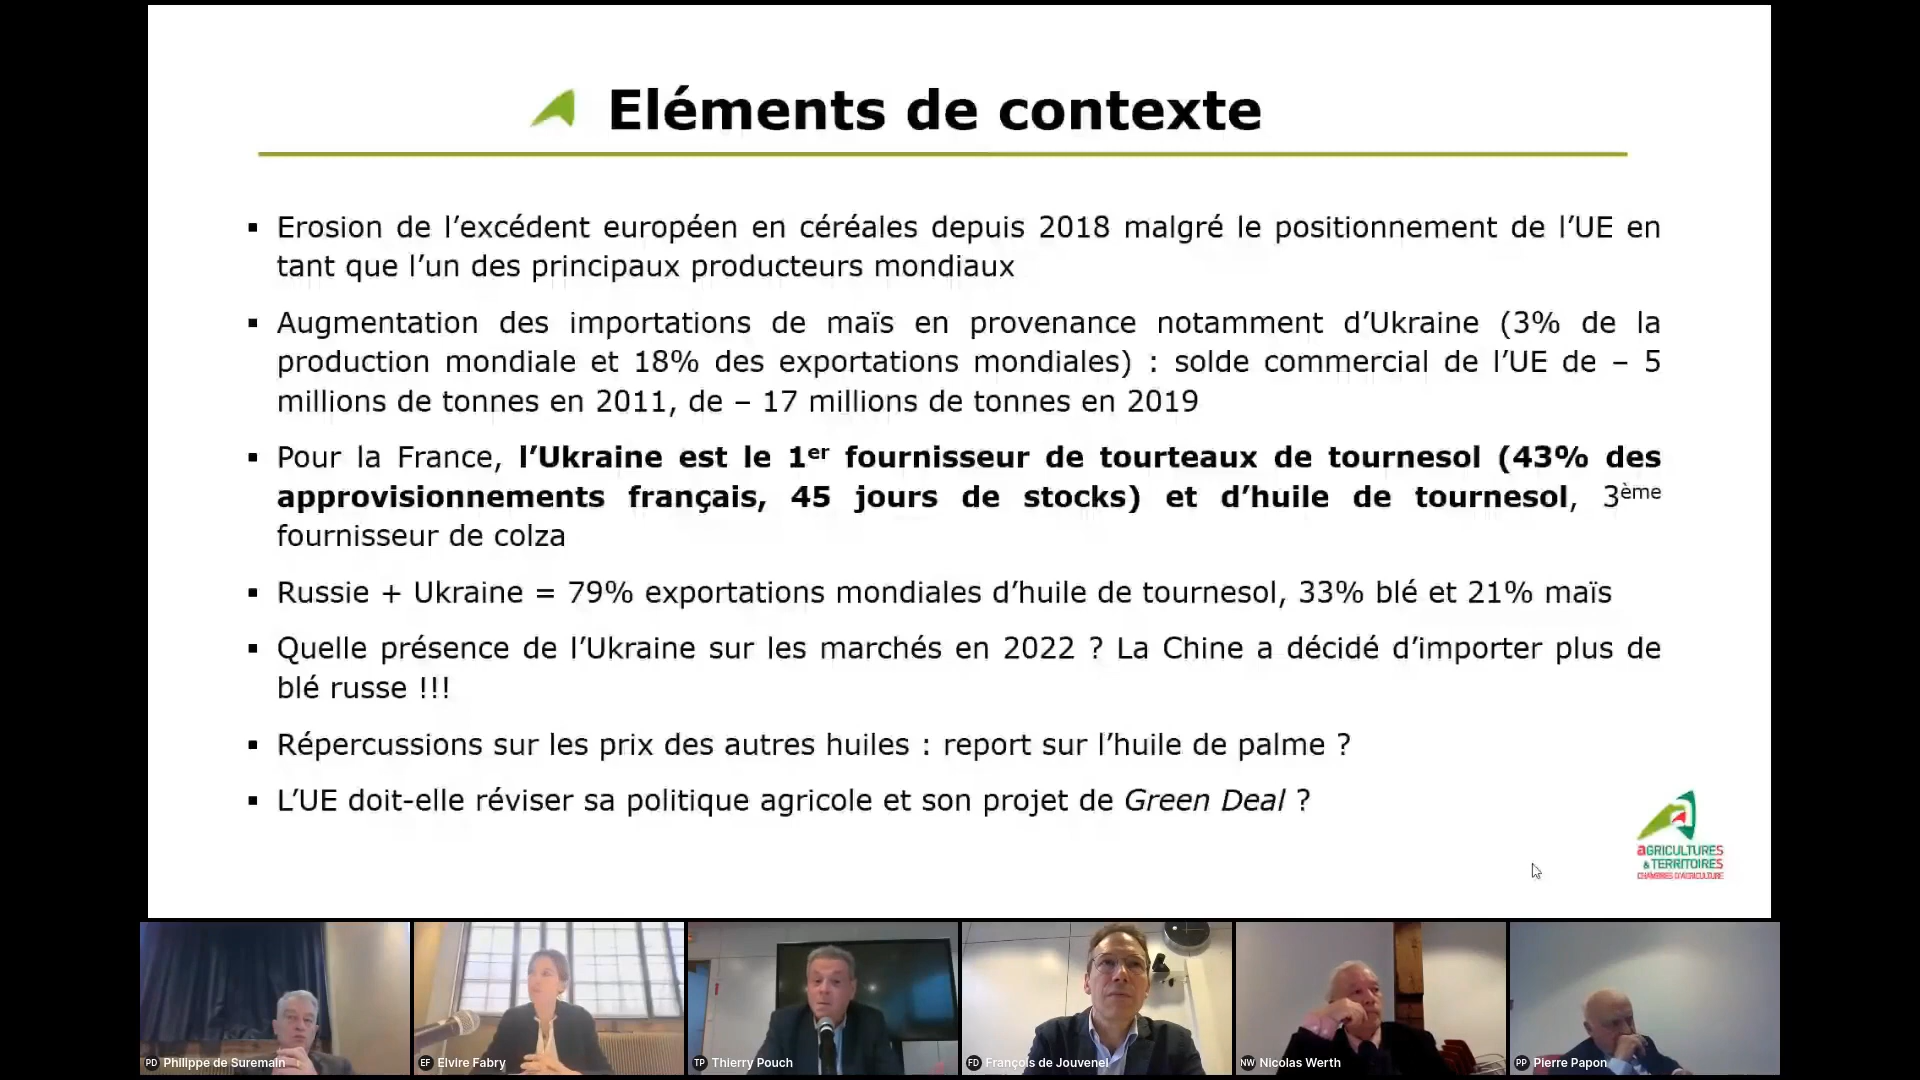 Eléments de contexte
▪ Erosion de l’excédent européen en céréales depuis 2018 malgré le positionnement de l’UE en
tant que l’un des principaux producteurs mondiaux
▪ Augmentation des importations de maïs en provenance notamment d’Ukraine (3% de la
production mondiale et 18% des exportations mondiales) : solde commercial de l’UE de – 5
millions de tonnes en 2011, de – 17 millions de tonnes en 2019
▪ Pour la France, l’Ukraine est le 1er fournisseur de tourteaux de tournesol (43% des
approvisionnements français, 45 jours de stocks) et d’huile de tournesol, 3ème
fournisseur de colza
▪ Russie + Ukraine = 79% exportations mondiales d’huile de tournesol, 33% blé et 21% maïs
▪ Quelle présence de l’Ukraine sur les marchés en 2022 ? La Chine a décidé d’importer plus de
blé russe !!!
▪ Répercussions sur les prix des autres huiles : report sur l’huile de palme ?
▪ L’UE doit-elle réviser sa politique agricole et son projet de Green Deal ?
a
aGRICULTURES
& TERRITOIRES
CHAMBRES D'AGRICULTURE
PD Philippe de Suremain
EF Elvire Fabry
TP Thierry Pouch
FD François de Jouvenel
NW Nicolas Werth
PP Pierre Papon